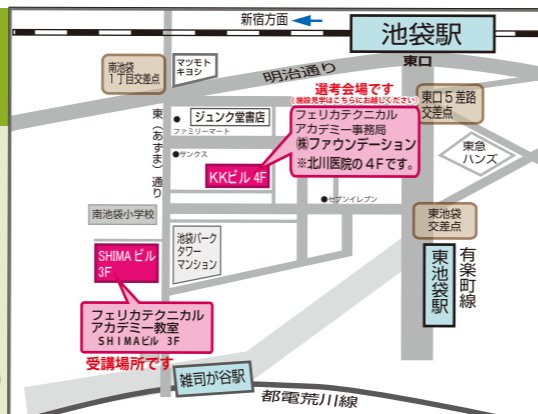 新宿方面
池袋駅
東口
南池袋
1丁目交差点
マツモト
キヨシ
明治通り
選考会場です
(施設見学はこちらにお越しください)
東口5差路
交差点
ジュンク堂書店
ファミリーマート
フェリカテクニカル
アカデミー事務局
㈱ファウンデーション
※北川医院の4Fです。
東急
ハンズ
東(あずま)通り
サンクス
KKビル 4F
セブンイレブン
南池袋小学校
東池袋
交差点
SHIMAビル
3F
池袋パーク
タワー
マンション
東池袋駅
有楽町線
フェリカテクニカル
アカデミー教室
SHIMAビル 3F
受講場所です
雑司が谷駅
都電荒川線